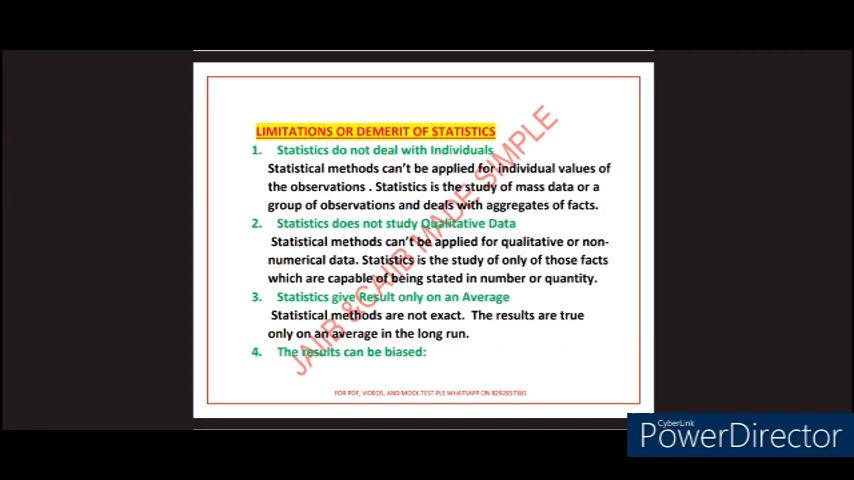 LIMITATIONS OR DEMERIT OF STATISTICS
1. Statistics do not deal with Individuals
Statistical methods can't be applied for individual values of
the observations . Statistics is the study of mass data or a
group of observations and deals with aggregates of facts.
2. Statistics does not study Qualitative Data
Statistical methods can't be applied for qualitative or non-
numerical data. Statistics is the study of only of those facts
which are capable of being stated in number or quantity.
3. Statistics give Result only on an Average
Statistical methods are not exact. The results are true
only on an average in the long run.
4. The results can be biased:
JAIIB &CAIIB MADE SIMPLE
FOR PDF, VIDEOS, AND MOCK TEST PLS WHATSAPP ON 8292857381
CyberLink
PowerDirector